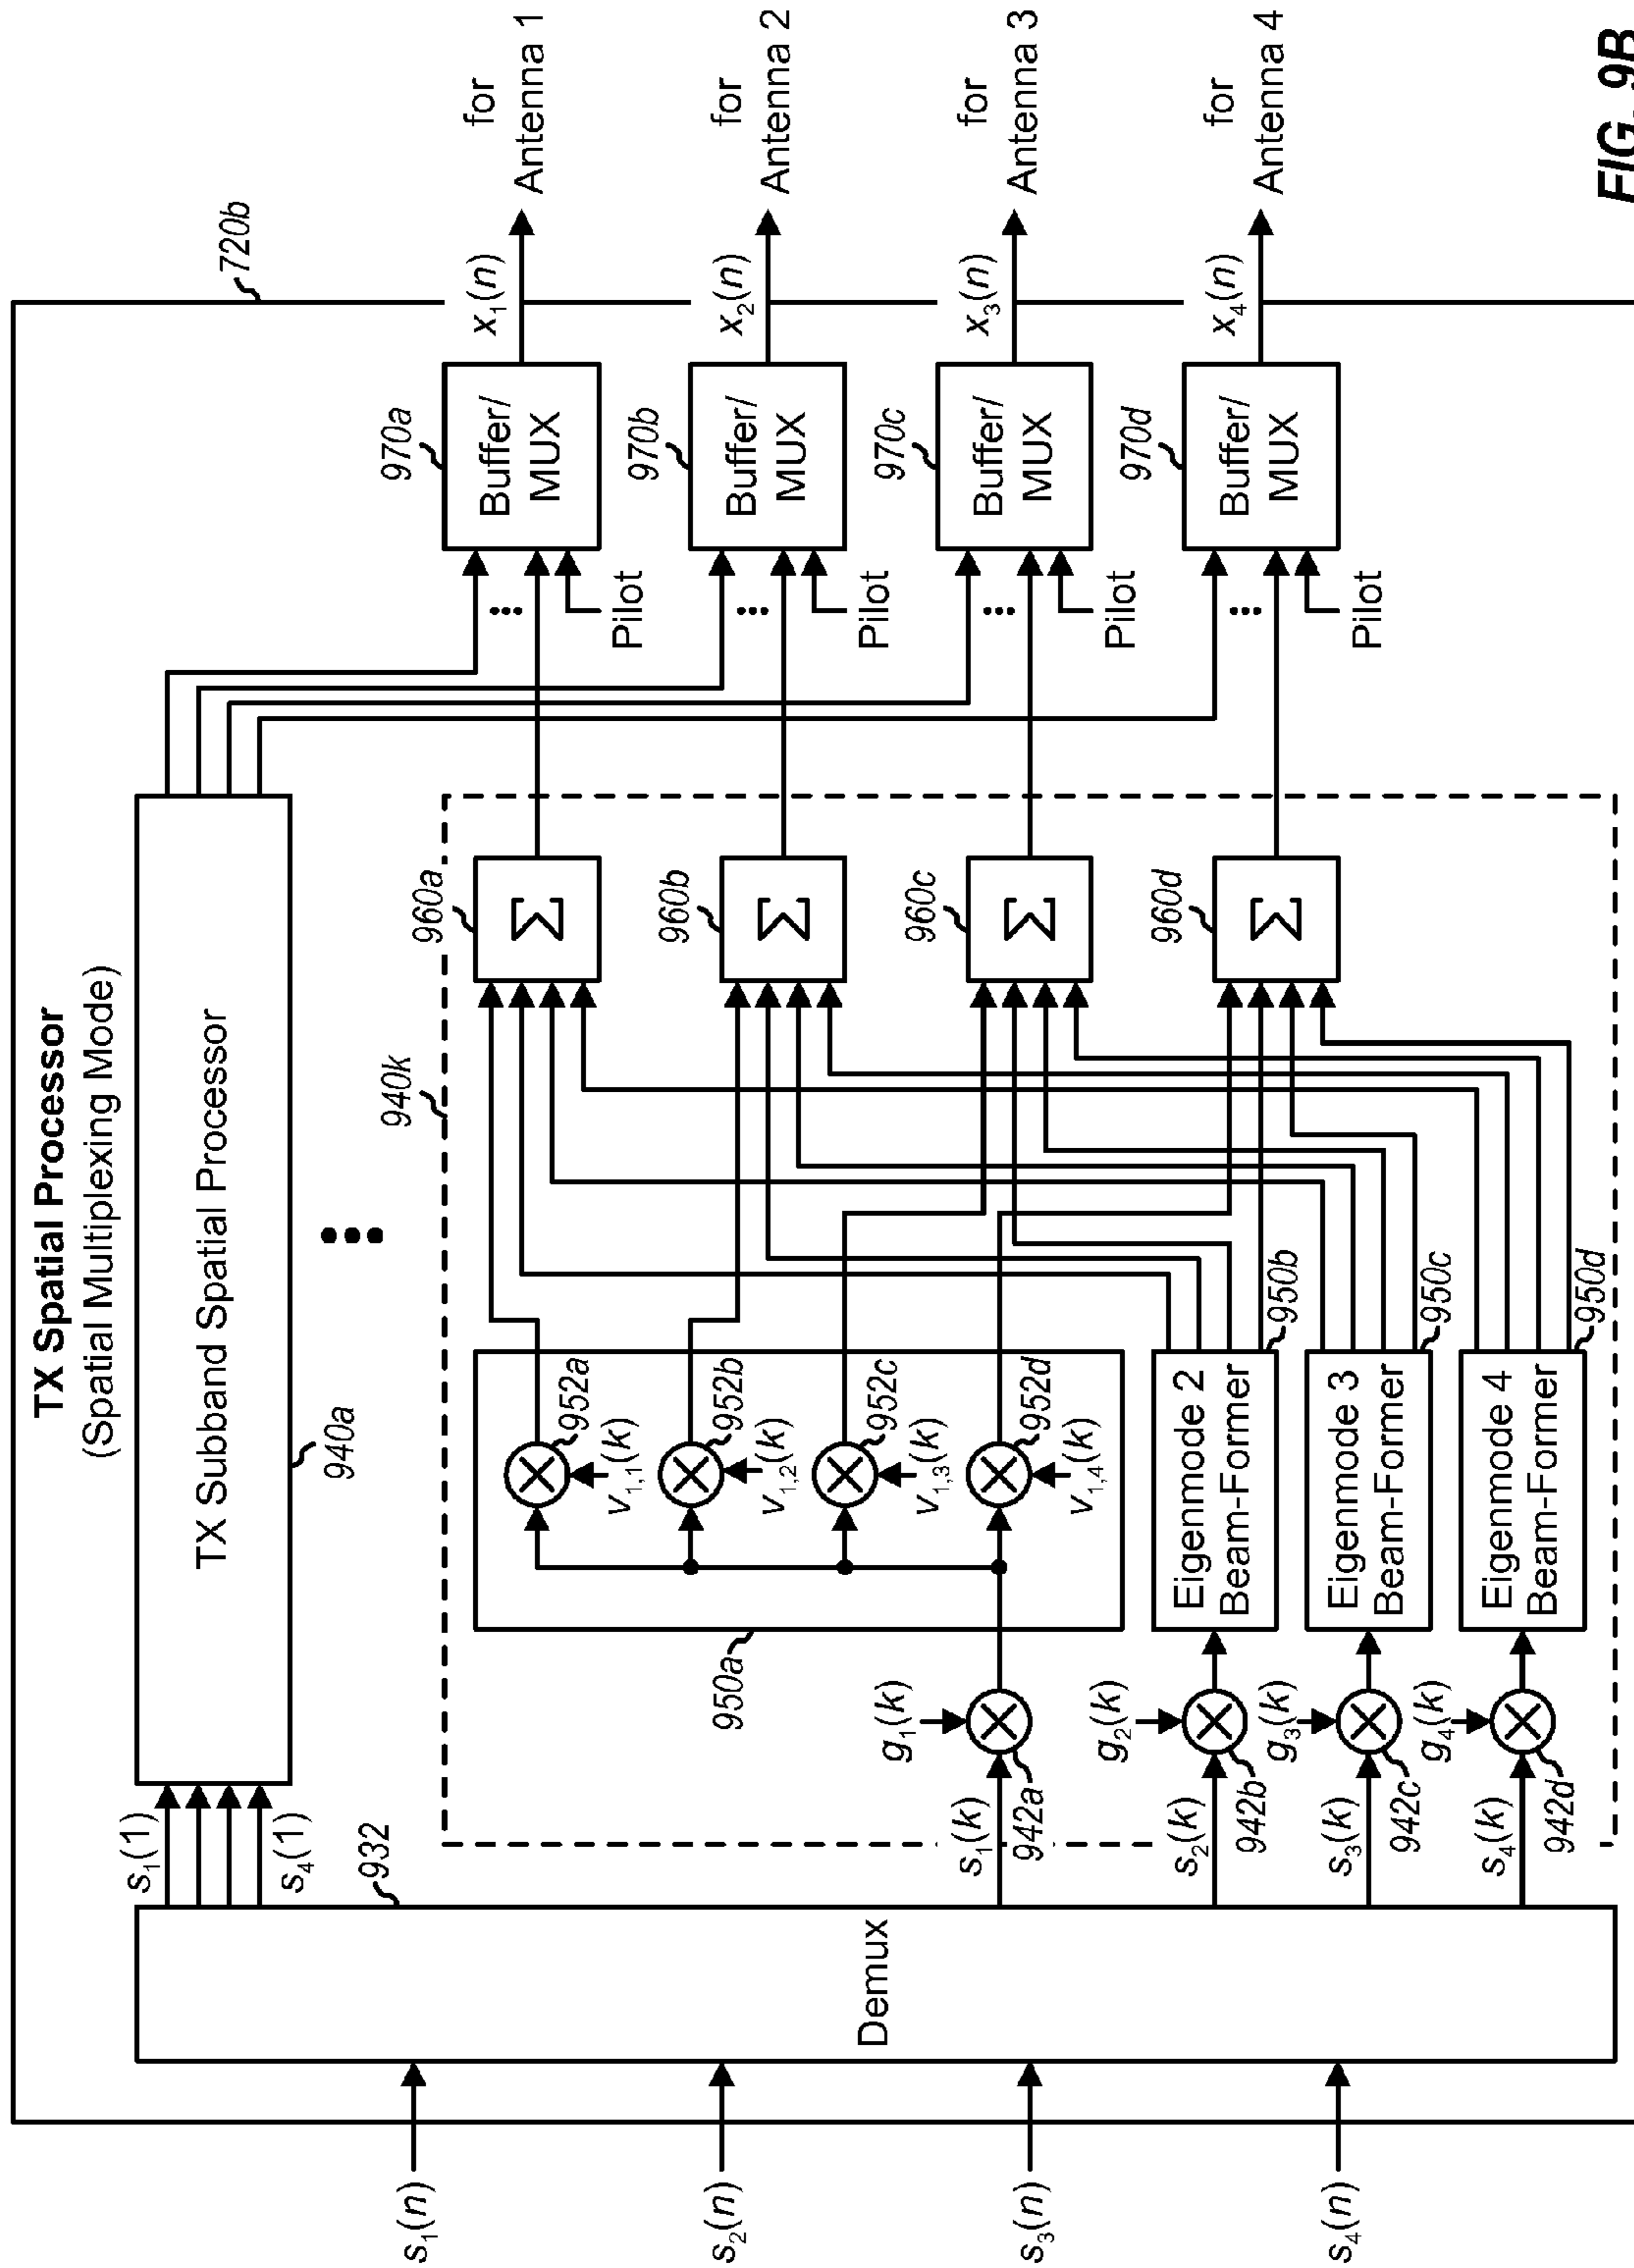 TX Spatial Processor
(Spatial Multiplexing Mode)
720b
s₁(n)
s₂(n)
s₃(n)
s₄(n)
Demux
932
s₁(1)
s₄(1)
TX Subband Spatial Processor
940a
940k
s₁(k)
g₁(k)
942a
s₂(k)
g₂(k)
942b
s₃(k)
g₃(k)
942c
s₄(k)
g₄(k)
942d
950a
952a
v₁,₁(k)
952b
v₁,₂(k)
952c
v₁,₃(k)
952d
v₁,₄(k)
Eigenmode 2
Beam-Former
950b
Eigenmode 3
Beam-Former
950c
Eigenmode 4
Beam-Former
950d
960a
Σ
960b
Σ
960c
Σ
960d
Σ
970a
Buffer/
MUX
Pilot
x₁(n)
for
Antenna 1
970b
Buffer/
MUX
Pilot
x₂(n)
for
Antenna 2
970c
Buffer/
MUX
Pilot
x₃(n)
for
Antenna 3
970d
Buffer/
MUX
Pilot
x₄(n)
for
Antenna 4
FIG. 9B